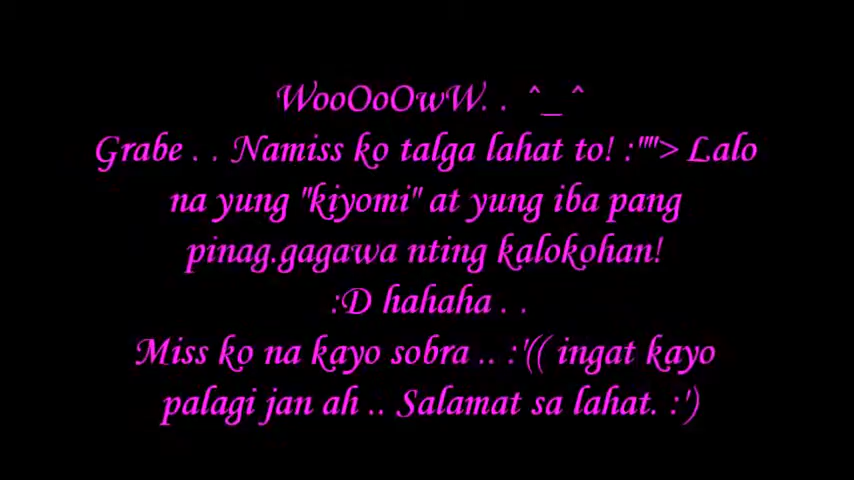 WooOoOwW. . ^_^
Grabe . . Namiss ko talga lahat to! :""> Lalo
na yung "kiyomi" at yung iba pang
pinag.gagawa nting kalokohan!
:D hahaha . .
Miss ko na kayo sobra .. :'(( ingat kayo
palagi jan ah .. Salamat sa lahat. :')